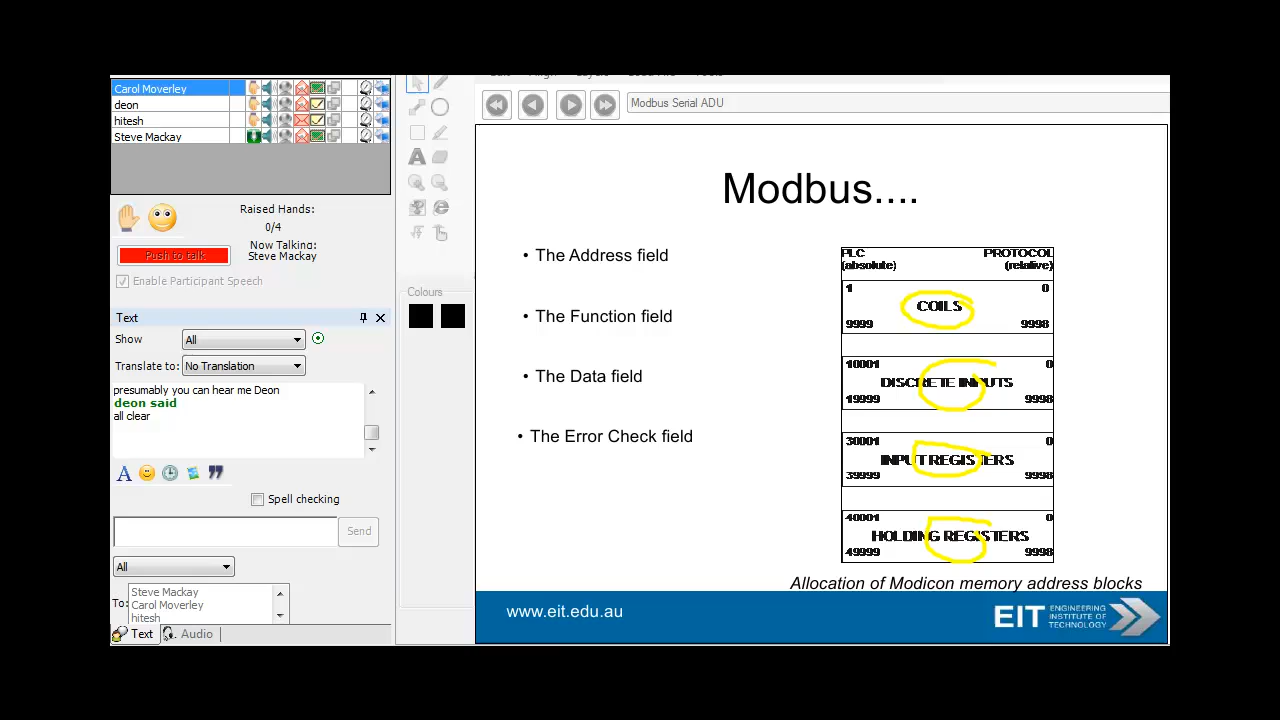 Carol Moverley
deon
hitesh
Steve Mackay
Raised Hands:
0/4
Now Talking:
Steve Mackay
Push to talk
Enable Participent Speech
Text
Show
All
Translate to:
No Translation
presumably you can hear me Deon
deon said
all clear
Spell checking
Send
All
To:
Steve Mackay
Carol Moverley
hitesh
Text
Audio
Colours
Modbus Serial ADU
Modbus....
• The Address field
• The Function field
• The Data field
• The Error Check field
PLC PROTOCOL
(absolute) (relative)
1 0
COILS
9999 9998
10001 0
DISCRETE INPUTS
19999 9998
30001 0
INPUT REGISTERS
39999 9998
40001 0
HOLDING REGISTERS
49999 9998
Allocation of Modicon memory address blocks
www.eit.edu.au
EIT ENGINEERING
INSTITUTE OF
TECHNOLOGY